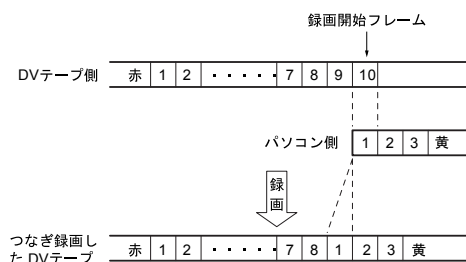 録画開始フレーム
DVテープ側 赤 1 2 ・・・・・ 7 8 9 10
パソコン側 1 2 3 黄
録
画
つなぎ録画し
た DVテープ 赤 1 2 ・・・・・ 7 8 1 2 3 黄